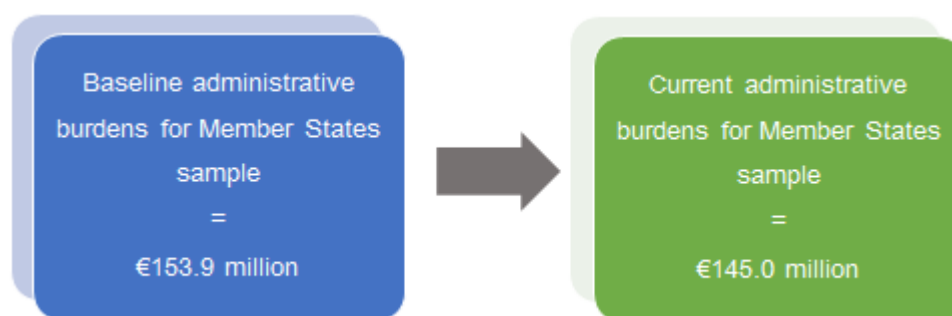 Baseline administrative
burdens for Member States
sample
=
€153.9 million
Current administrative
burdens for Member States
sample
=
€145.0 million